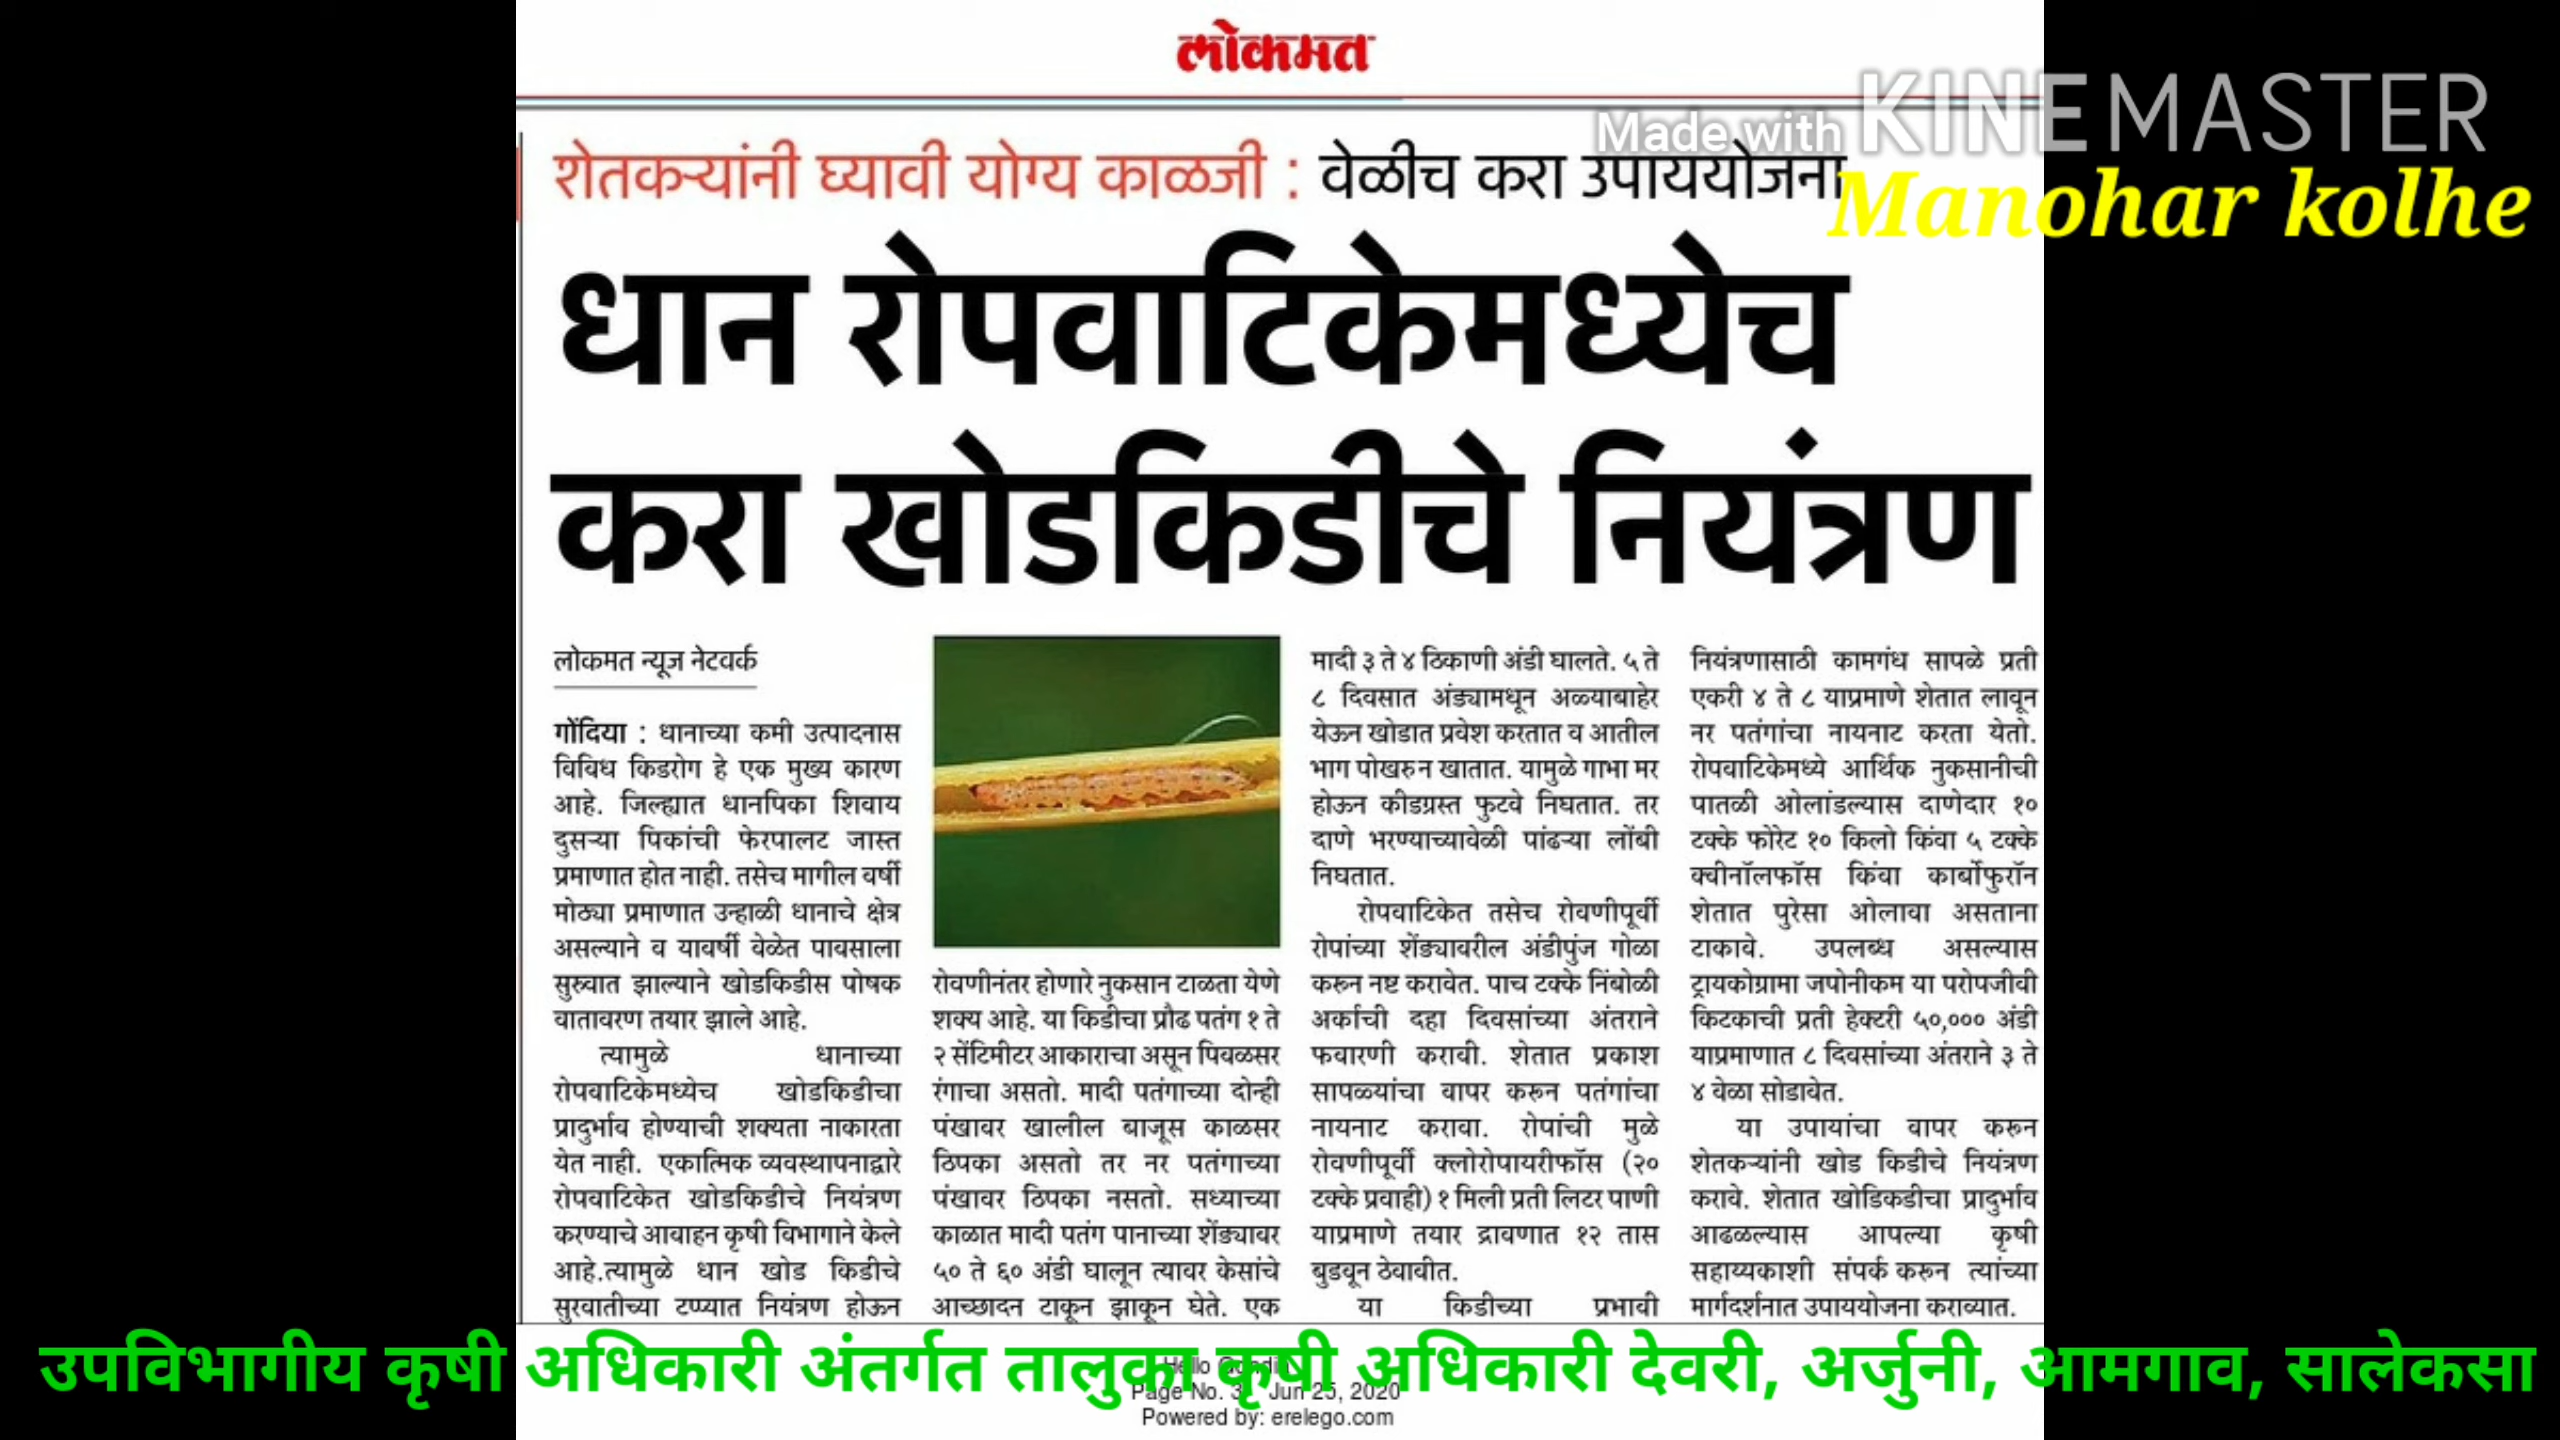 लोकमत
Made with KINEMASTER
Manohar kolhe
शेतकऱ्यांनी घ्यावी योग्य काळजी : वेळीच करा उपाययोजना
धान रोपवाटिकेमध्येच
करा खोडकिडीचे नियंत्रण
लोकमत न्यूज नेटवर्क
गोंदिया : धानाच्या कमी उत्पादनास
विविध किडरोग हे एक मुख्य कारण
आहे. जिल्ह्यात धानपिका शिवाय
दुसऱ्या पिकांची फेरपालट जास्त
प्रमाणात होत नाही. तसेच मागील वर्षी
मोठ्या प्रमाणात उन्हाळी धानाचे क्षेत्र
असल्याने व यावर्षी वेळेत पावसाला
सुरुवात झाल्याने खोडकिडीस पोषक
वातावरण तयार झाले आहे.
त्यामुळे धानाच्या
रोपवाटिकेमध्येच खोडकिडीचा
प्रादुर्भाव होण्याची शक्यता नाकारता
येत नाही. एकात्मिक व्यवस्थापनाद्वारे
रोपवाटिकेत खोडकिडीचे नियंत्रण
करण्याचे आवाहन कृषी विभागाने केले
आहे.त्यामुळे धान खोड किडीचे
सुरवातीच्या टप्प्यात नियंत्रण होऊन
रोवणीनंतर होणारे नुकसान टाळता येणे
शक्य आहे. या किडीचा प्रौढ पतंग १ ते
२ सेंटिमीटर आकाराचा असून पिवळसर
रंगाचा असतो. मादी पतंगाच्या दोन्ही
पंखावर खालील बाजूस काळसर
ठिपका असतो तर नर पतंगाच्या
पंखावर ठिपका नसतो. सध्याच्या
काळात मादी पतंग पानाच्या शेंड्यावर
५० ते ६० अंडी घालून त्यावर केसांचे
आच्छादन टाकून झाकून घेते. एक
मादी ३ ते ४ ठिकाणी अंडी घालते. ५ ते
८ दिवसात अंड्यामधून अळ्याबाहेर
येऊन खोडात प्रवेश करतात व आतील
भाग पोखरुन खातात. यामुळे गाभा मर
होऊन कीडग्रस्त फुटवे निघतात. तर
दाणे भरण्याच्यावेळी पांढऱ्या लोंबी
निघतात.
रोपवाटिकेत तसेच रोवणीपूर्वी
रोपांच्या शेंड्यावरील अंडीपुंज गोळा
करून नष्ट करावेत. पाच टक्के निंबोळी
अर्काची दहा दिवसांच्या अंतराने
फवारणी करावी. शेतात प्रकाश
सापळ्यांचा वापर करून पतंगांचा
नायनाट करावा. रोपांची मुळे
रोवणीपूर्वी क्लोरोपायरीफॉस (२०
टक्के प्रवाही) १ मिली प्रती लिटर पाणी
याप्रमाणे तयार द्रावणात १२ तास
बुडवून ठेवावीत.
या किडीच्या प्रभावी
नियंत्रणासाठी कामगंध सापळे प्रती
एकरी ४ ते ८ याप्रमाणे शेतात लावून
नर पतंगांचा नायनाट करता येतो.
रोपवाटिकेमध्ये आर्थिक नुकसानीची
पातळी ओलांडल्यास दाणेदार १०
टक्के फोरेट १० किलो किंवा ५ टक्के
क्वीनॉलफॉस किंवा कार्बोफुरॉन
शेतात पुरेसा ओलावा असताना
टाकावे. उपलब्ध असल्यास
ट्रायकोग्रामा जपोनीकम या परोपजीवी
किटकाची प्रती हेक्टरी ५०,००० अंडी
याप्रमाणात ८ दिवसांच्या अंतराने ३ ते
४ वेळा सोडावेत.
या उपायांचा वापर करून
शेतकऱ्यांनी खोड किडीचे नियंत्रण
करावे. शेतात खोडिकडीचा प्रादुर्भाव
आढळल्यास आपल्या कृषी
सहाय्यकाशी संपर्क करून त्यांच्या
मार्गदर्शनात उपाययोजना कराव्यात.
उपविभागीय कृषी अधिकारी अंतर्गत तालुका कृषी अधिकारी देवरी, अर्जुनी, आमगाव, सालेकसा
Hello
Page No. 3 Jun 25, 2020
Powered by: erelego.com